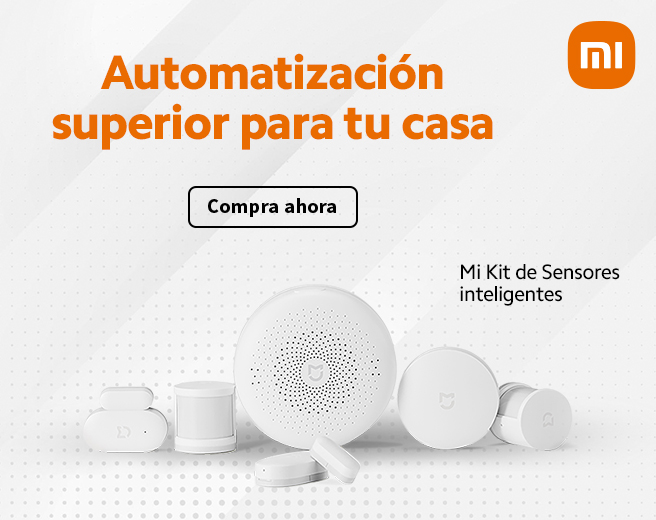 mi
Automatización
superior para tu casa
Compra ahora
Mi Kit de Sensores
inteligentes